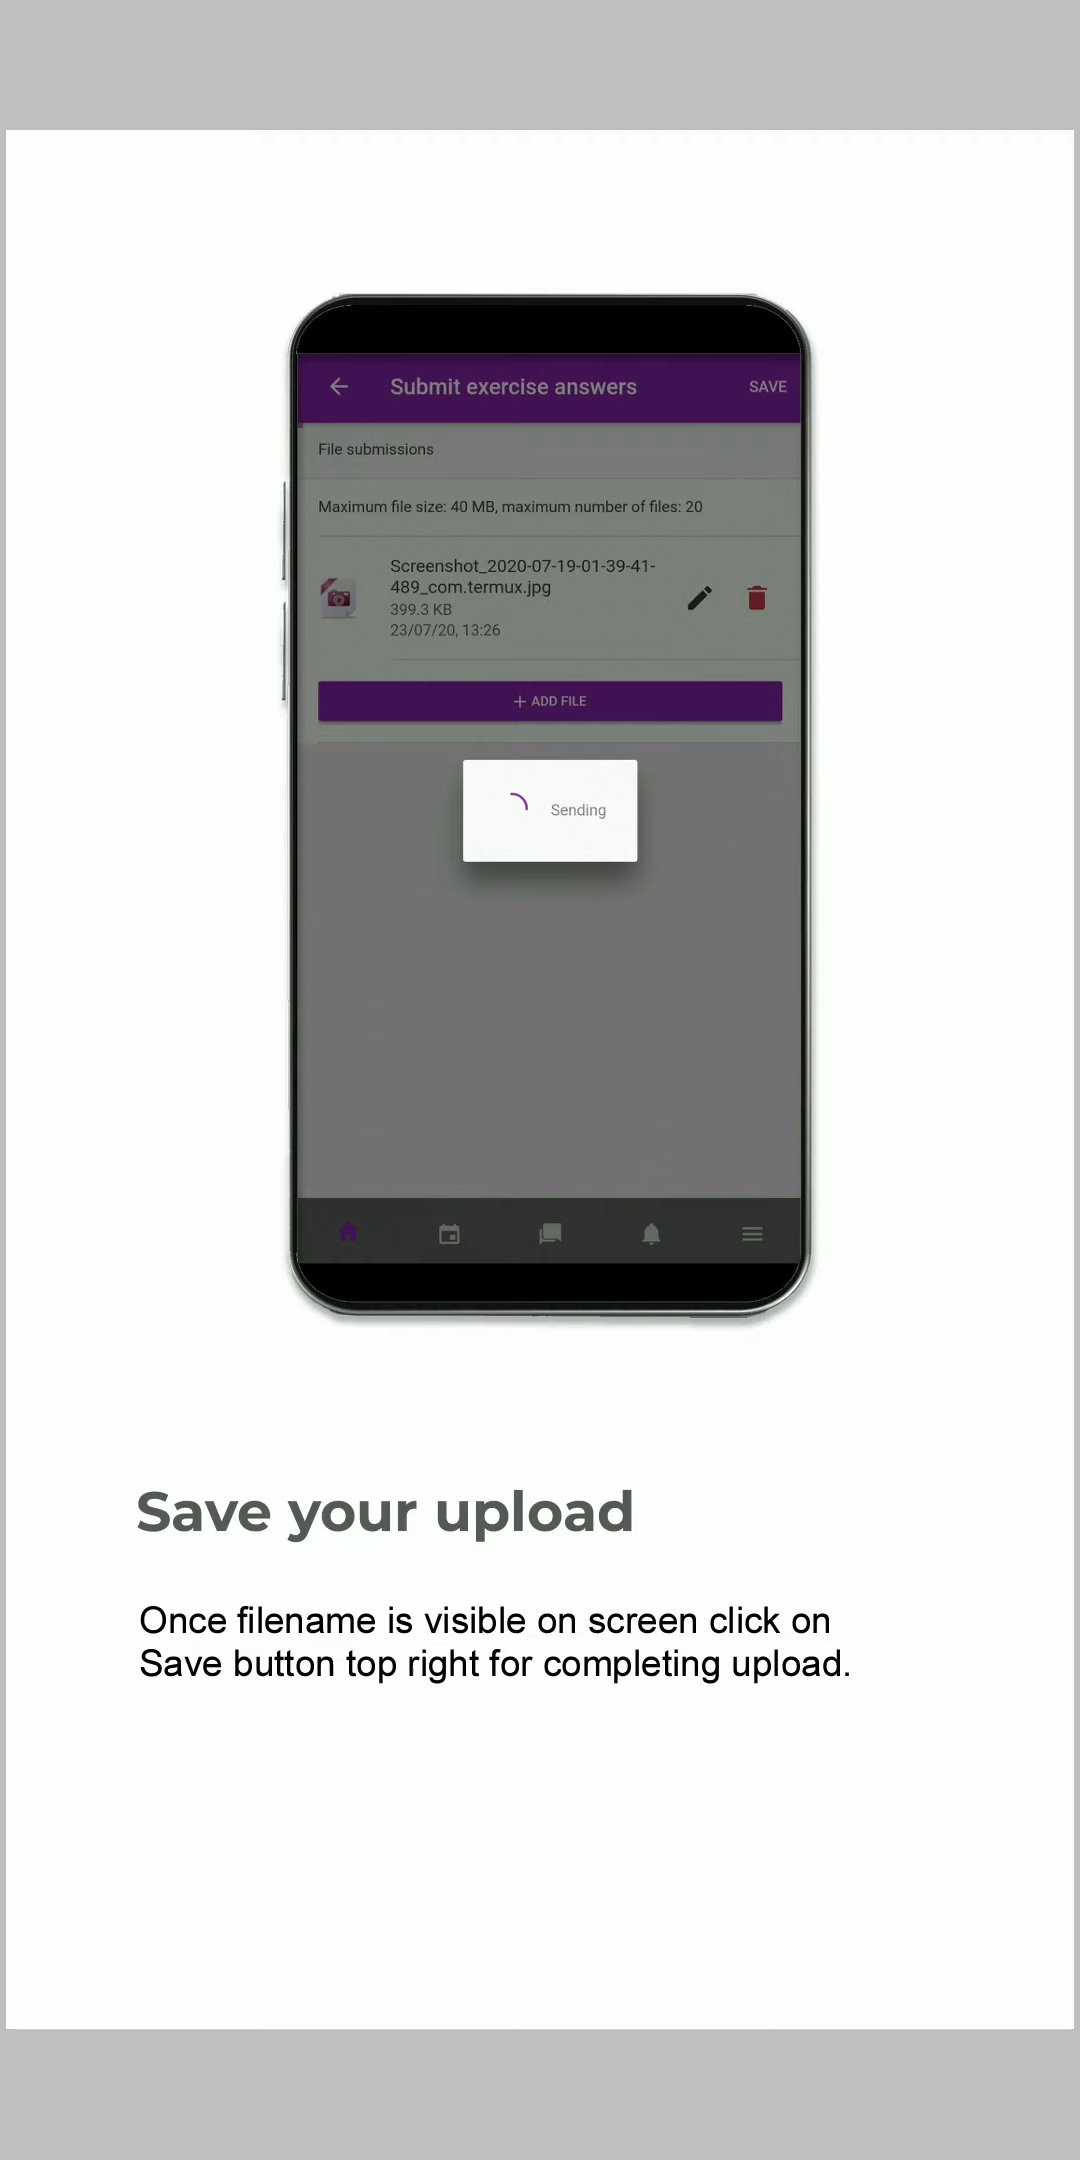 Submit exercise answers
SAVE
File submissions
Maximum file size: 40 MB, maximum number of files: 20
Screenshot_2020-07-19-01-39-41-
489_com.termux.jpg
399.3 KB
23/07/20, 13:26
+ ADD FILE
Sending
Save your upload
Once filename is visible on screen click on
Save button top right for completing upload.